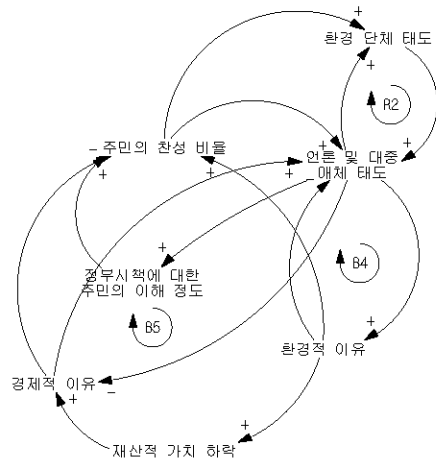 +
환경 단체 태도
+
R2
- 주민의 찬성 비율
+
+
언론 및 대중
애체 태도
+
+
+
+
정부시책에 대한
주민의 이해 정도
B4
B5
+
환경적 이유
경제적 이유
+
-
+
재산적 가치 하락